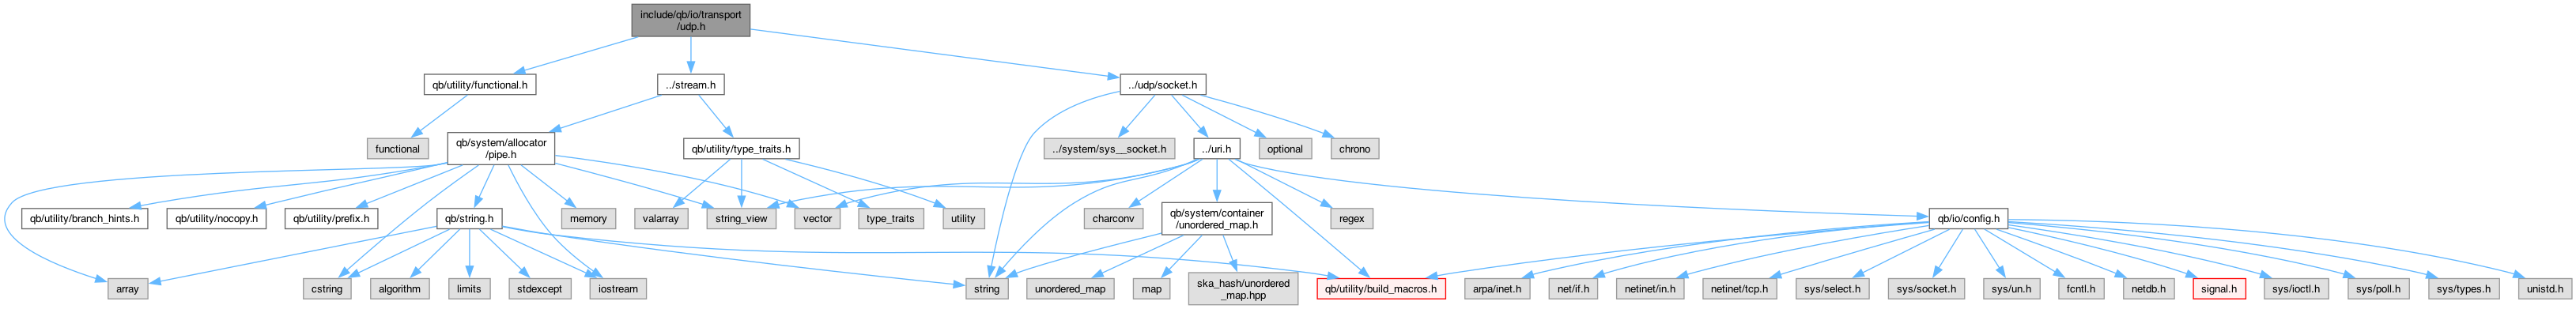 include/qb/io/transport
/udp.h
qb/utility/functional.h
../stream.h
../udp/socket.h
functional
qb/system/allocator
/pipe.h
qb/utility/type_traits.h
../system/sys__socket.h
../uri.h
optional
chrono
qb/utility/branch_hints.h
qb/utility/nocopy.h
qb/utility/prefix.h
qb/string.h
memory
valarray
string_view
vector
type_traits
utility
charconv
qb/system/container
/unordered_map.h
regex
qb/io/config.h
array
cstring
algorithm
limits
stdexcept
iostream
string
unordered_map
map
ska_hash/unordered
_map.hpp
qb/utility/build_macros.h
arpa/inet.h
net/if.h
netinet/in.h
netinet/tcp.h
sys/select.h
sys/socket.h
sys/un.h
fcntl.h
netdb.h
signal.h
sys/ioctl.h
sys/poll.h
sys/types.h
unistd.h